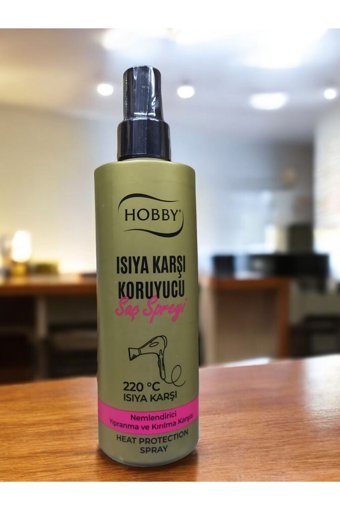 HOBBY®
ISIYA KARŞI
KORUYUCU
Saç Spreyi
220 °C
ISIYA KARŞI
Nemlendirici
Yıpranma ve Kırılma Karşıtı
HEAT PROTECTION
SPRAY